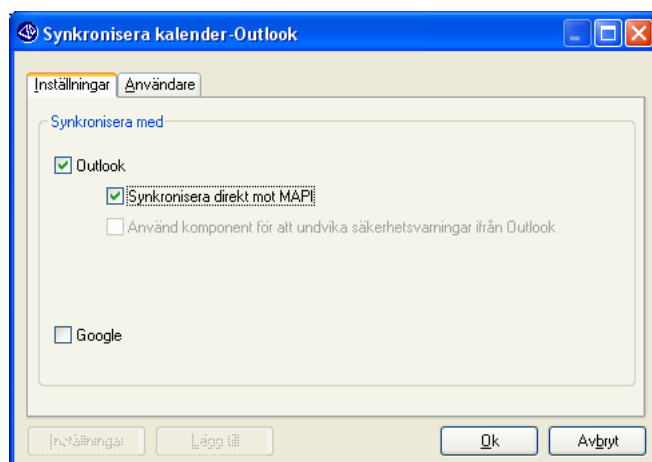 Synkronisera kalender-Outlook
Inställningar Användare
Synkronisera med
Outlook
Synkronisera direkt mot MAPI
Använd komponent för att undvika säkerhetsvarningar ifrån Outlook
Google
Inställningar Lägg till Ok Avbryt